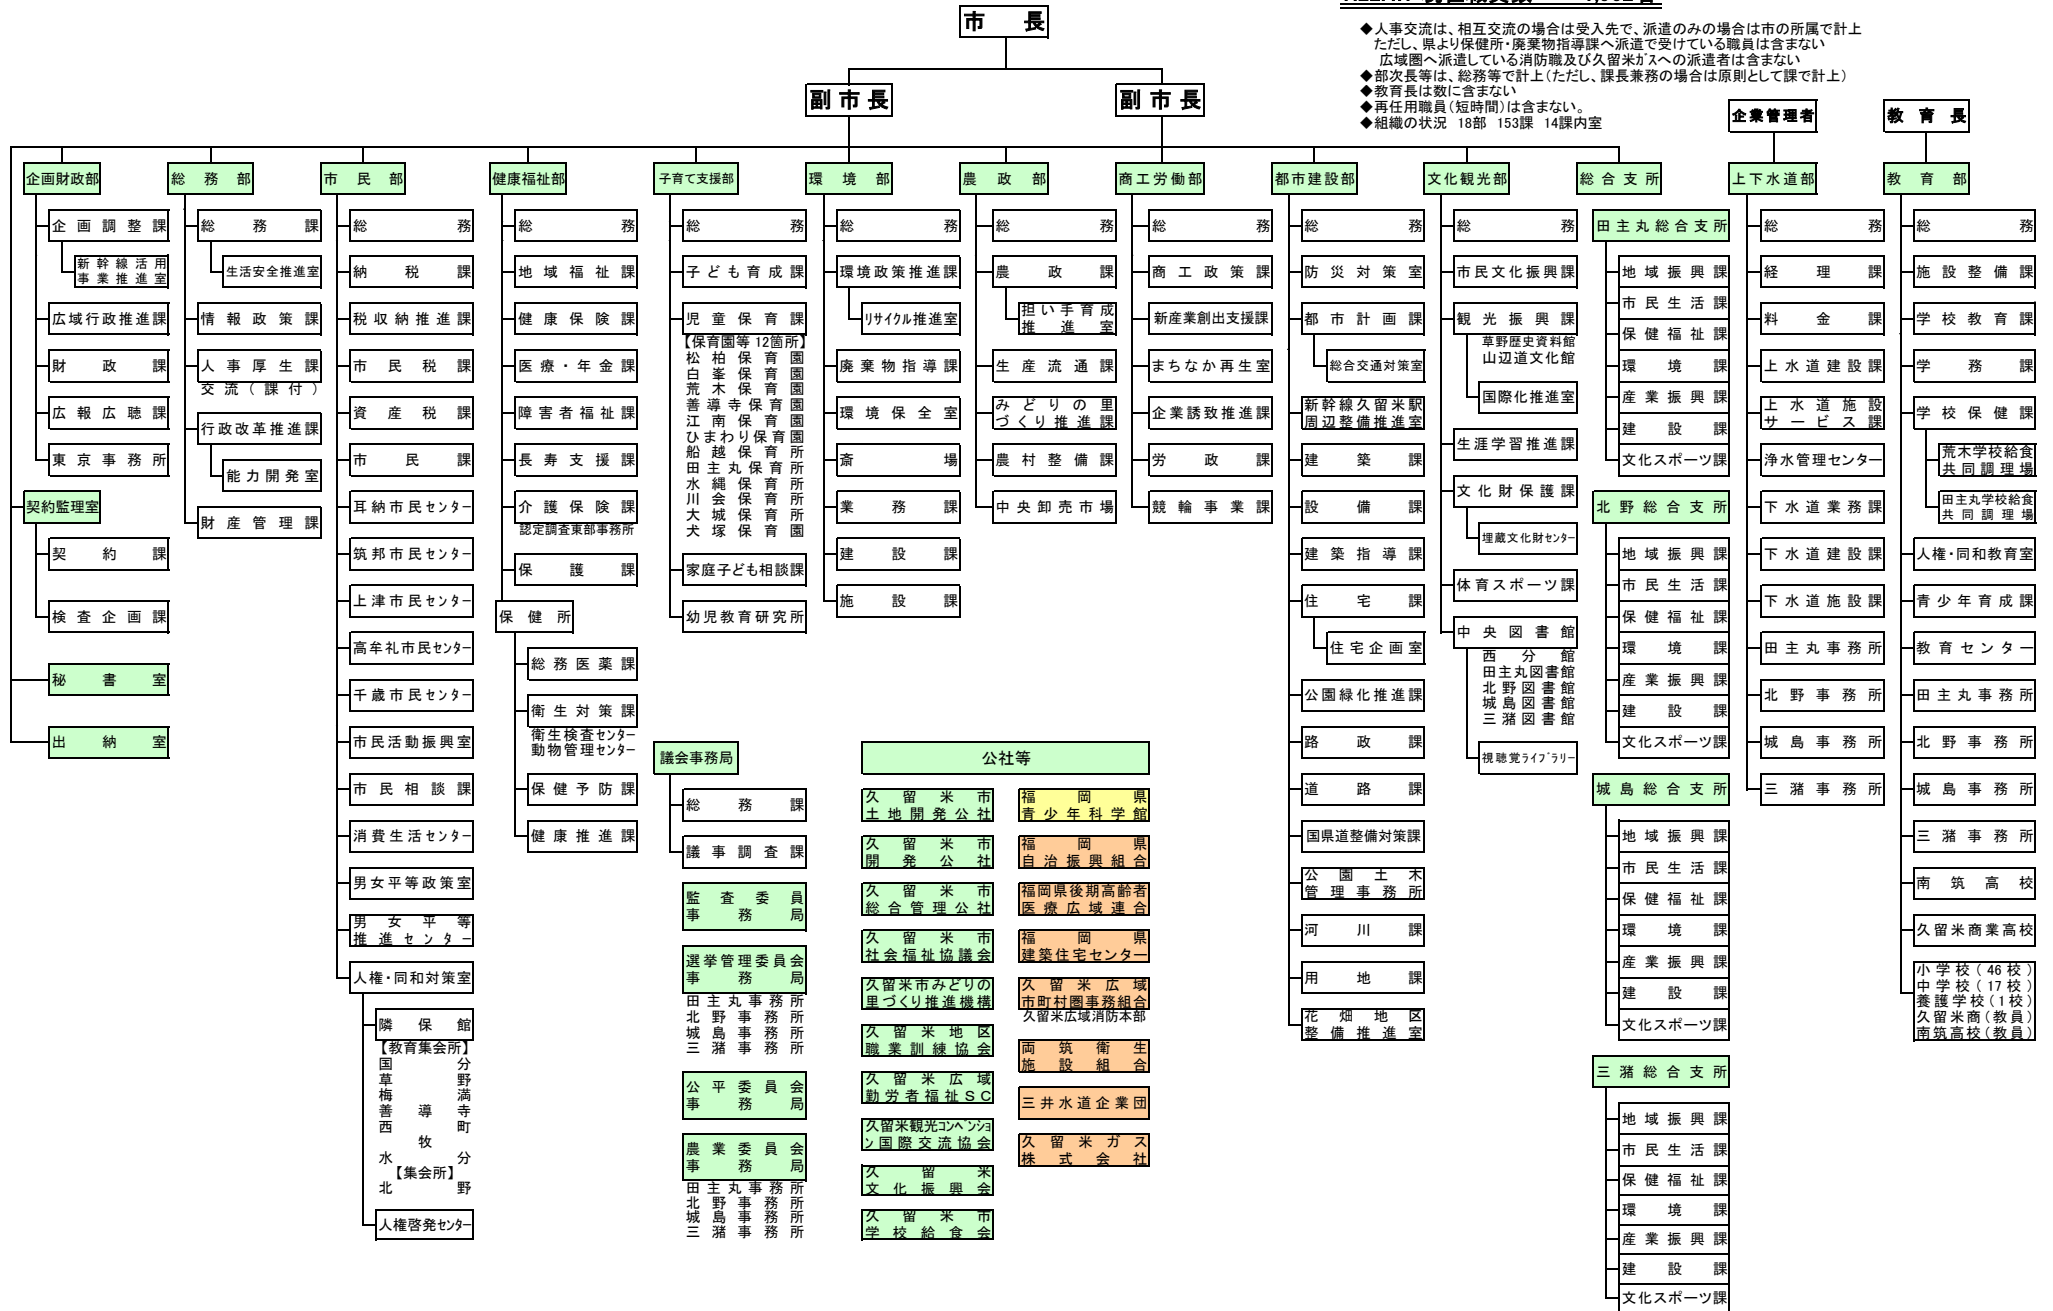 市長
◆人事交流は、相互交流の場合は受入先で、派遣のみの場合は市の所属で計上
ただし、県より保健所・廃棄物指導課へ派遣で受けている職員は含まない
広域圏へ派遣している消防職及び久留米ガスへの派遣者は含まない
◆部次長等は、総務等で計上(ただし、課長兼務の場合は原則として課で計上)
◆教育長は数に含まない
◆再任用職員(短時間)は含まない。
◆組織の状況 18部 153課 14課内室
副市長
副市長
企業管理者
教育長
企画財政部
企画調整課
新幹線活用
事業推進室
広域行政推進課
財政課
広報広聴課
東京事務所
契約監理室
契約課
検査企画課
秘書室
出納室
総務部
総務課
生活安全推進室
情報政策課
人事厚生課
交流(課付)
行政改革推進課
能力開発室
財産管理課
市民部
総務
納税課
税収納推進課
市民税課
資産税課
市民課
耳納市民センター
筑邦市民センター
上津市民センター
高牟礼市民センター
千歳市民センター
市民活動振興室
市民相談課
消費生活センター
男女平等政策室
男女平等
推進センター
人権・同和対策室
隣保館
【教育集会所】
国分
草野
梅満
善導寺
西町
牧
水分
【集会所】
北野
人権啓発センター
健康福祉部
総務
地域福祉課
健康保険課
医療・年金課
障害者福祉課
長寿支援課
介護保険課
認定調査東部事務所
保護課
保健所
総務医薬課
衛生対策課
衛生検査センター
動物管理センター
保健予防課
健康推進課
子育て支援部
総務
子ども育成課
児童保育課
【保育園等12箇所】
松柏保育園
白峯保育園
荒木保育園
善導寺保育園
江南保育園
ひまわり保育園
船越保育所
田主丸保育所
水縄保育所
川会保育所
大城保育所
犬塚保育園
家庭子ども相談課
幼児教育研究所
議会事務局
総務課
議事調査課
監査委員
事務局
選挙管理委員会
事務局
田主丸事務所
北野事務所
城島事務所
三潴事務所
公平委員会
事務局
農業委員会
事務局
田主丸事務所
北野事務所
城島事務所
三潴事務所
環境部
総務
環境政策推進課
リサイクル推進室
廃棄物指導課
環境保全室
斎場
業務課
建設課
施設課
農政部
総務
農政課
担い手育成
推進室
生産流通課
みどりの里
づくり推進課
農村整備課
中央卸売市場
公社等
久留米市
土地開発公社
久留米市
開発公社
久留米市
総合管理公社
久留米市
社会福祉協議会
久留米市みどりの
里づくり推進機構
久留米地区
職業訓練協会
久留米広域
勤労者福祉SC
久留米観光コンベンショ
ン国際交流協会
久留米
文化振興会
久留米市
学校給食会
福岡県
青少年科学館
福岡県
自治振興組合
福岡県後期高齢者
医療広域連合
福岡県
建築住宅センター
久留米広域
市町村圏事務組合
久留米広域消防本部
両筑衛生
施設組合
三井水道企業団
久留米ガス
株式会社
商工労働部
総務
商工政策課
新産業創出支援課
まちなか再生室
企業誘致推進課
労政課
競輪事業課
都市建設部
総務
防災対策室
都市計画課
総合交通対策室
新幹線久留米駅
周辺整備推進室
建築課
設備課
建築指導課
住宅課
住宅企画室
公園緑化推進課
路政課
道路課
国県道整備対策課
公園土木
管理事務所
河川課
用地課
花畑地区
整備推進室
文化観光部
総務
市民文化振興課
観光振興課
草野歴史資料館
山辺道文化館
国際化推進室
生涯学習推進課
文化財保護課
埋蔵文化財センター
体育スポーツ課
中央図書館
西分館
田主丸図書館
北野図書館
城島図書館
三潴図書館
視聴覚ライブラリー
総合支所
田主丸総合支所
地域振興課
市民生活課
保健福祉課
環境課
産業振興課
建設課
文化スポーツ課
北野総合支所
地域振興課
市民生活課
保健福祉課
環境課
産業振興課
建設課
文化スポーツ課
城島総合支所
地域振興課
市民生活課
保健福祉課
環境課
産業振興課
建設課
文化スポーツ課
三潴総合支所
地域振興課
市民生活課
保健福祉課
環境課
産業振興課
建設課
文化スポーツ課
上下水道部
総務
経理課
料金課
上水道建設課
上水道施設
サービス課
浄水管理センター
下水道業務課
下水道建設課
下水道施設課
田主丸事務所
北野事務所
城島事務所
三潴事務所
教育部
総務
施設整備課
学校教育課
学務課
学校保健課
荒木学校給食
共同調理場
田主丸学校給食
共同調理場
人権・同和教育室
青少年育成課
教育センター
田主丸事務所
北野事務所
城島事務所
三潴事務所
南筑高校
久留米商業高校
小学校(46校)
中学校(17校)
養護学校(1校)
久留米商(教員)
南筑高校(教員)